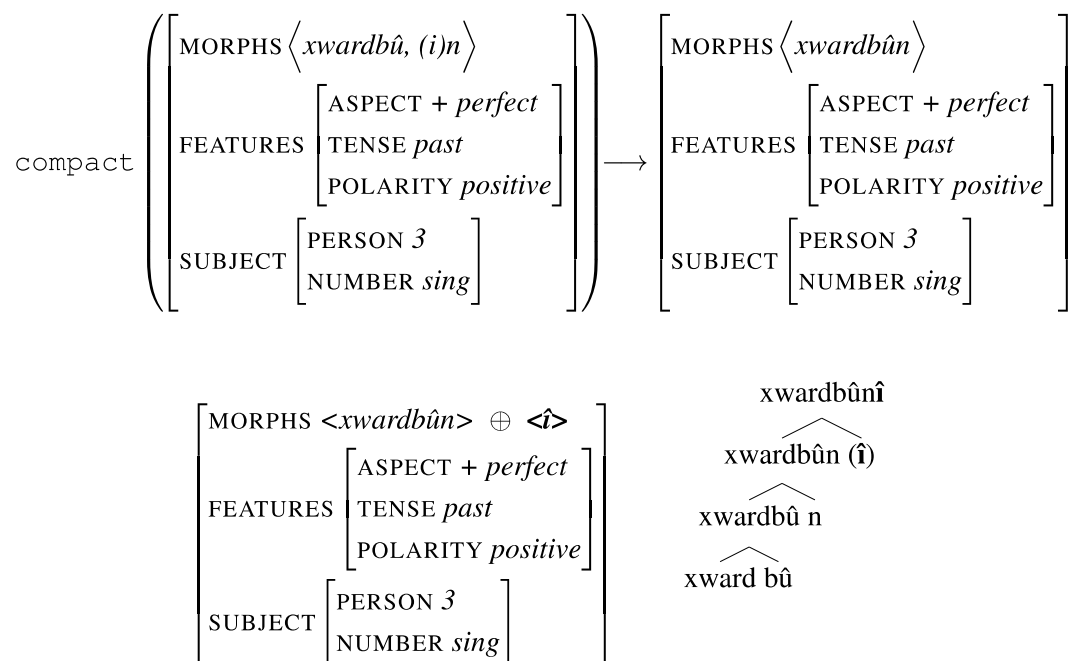 compact ([MORPHS ⟨xwardbû, (i)n⟩ FEATURES [ASPECT + perfect TENSE past POLARITY positive] SUBJECT [PERSON 3 NUMBER sing]]) ⟶ [MORPHS ⟨xwardbûn⟩ FEATURES [ASPECT + perfect TENSE past POLARITY positive] SUBJECT [PERSON 3 NUMBER sing]]
MORPHS <xwardbûn> ⊕ <î>
FEATURES [ASPECT + perfect
TENSE past
POLARITY positive]
SUBJECT [PERSON 3
NUMBER sing]
xwardbûnî
xwardbûn (î)
xwardbû n
xward bû